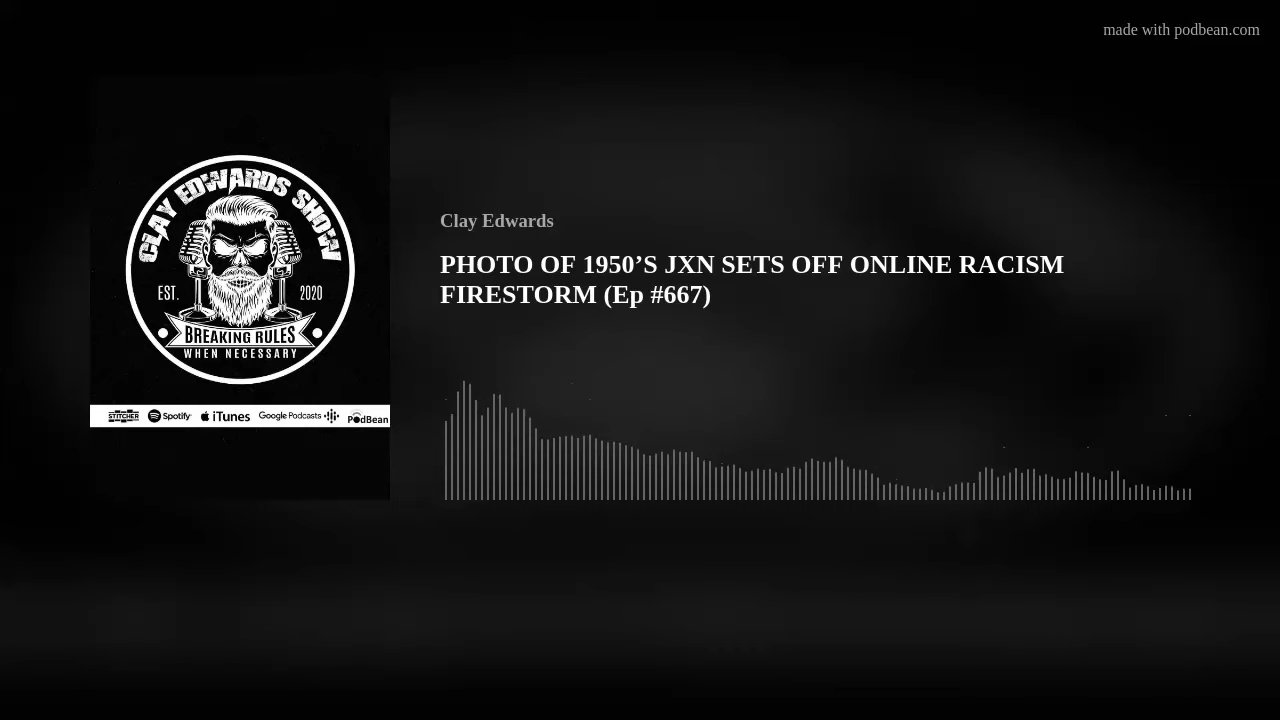 made with podbean.com
CLAY EDWARDS SHOW
EST. 2020
BREAKING RULES
WHEN NECESSARY
STITCHER Spotify iTunes Google Podcasts PodBean
Clay Edwards
PHOTO OF 1950’S JXN SETS OFF ONLINE RACISM
FIRESTORM (Ep #667)